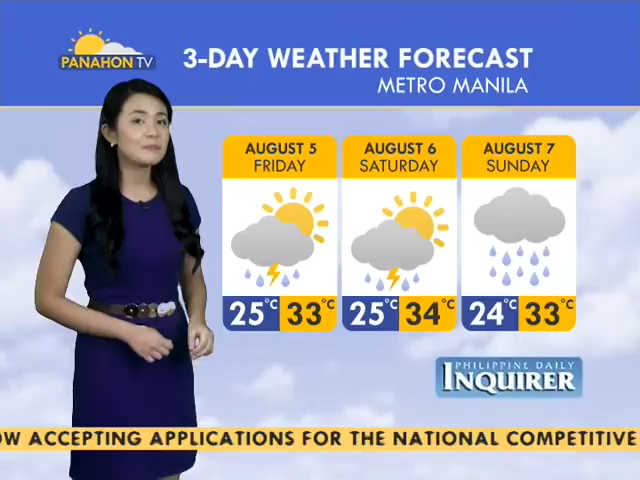 PANAHON TV
3-DAY WEATHER FORECAST
METRO MANILA
AUGUST 5
FRIDAY
25°C 33°C
AUGUST 6
SATURDAY
25°C 34°C
AUGUST 7
SUNDAY
24°C 33°C
PHILIPPINE DAILY
INQUIRER
OW ACCEPTING APPLICATIONS FOR THE NATIONAL COMPETITIVE